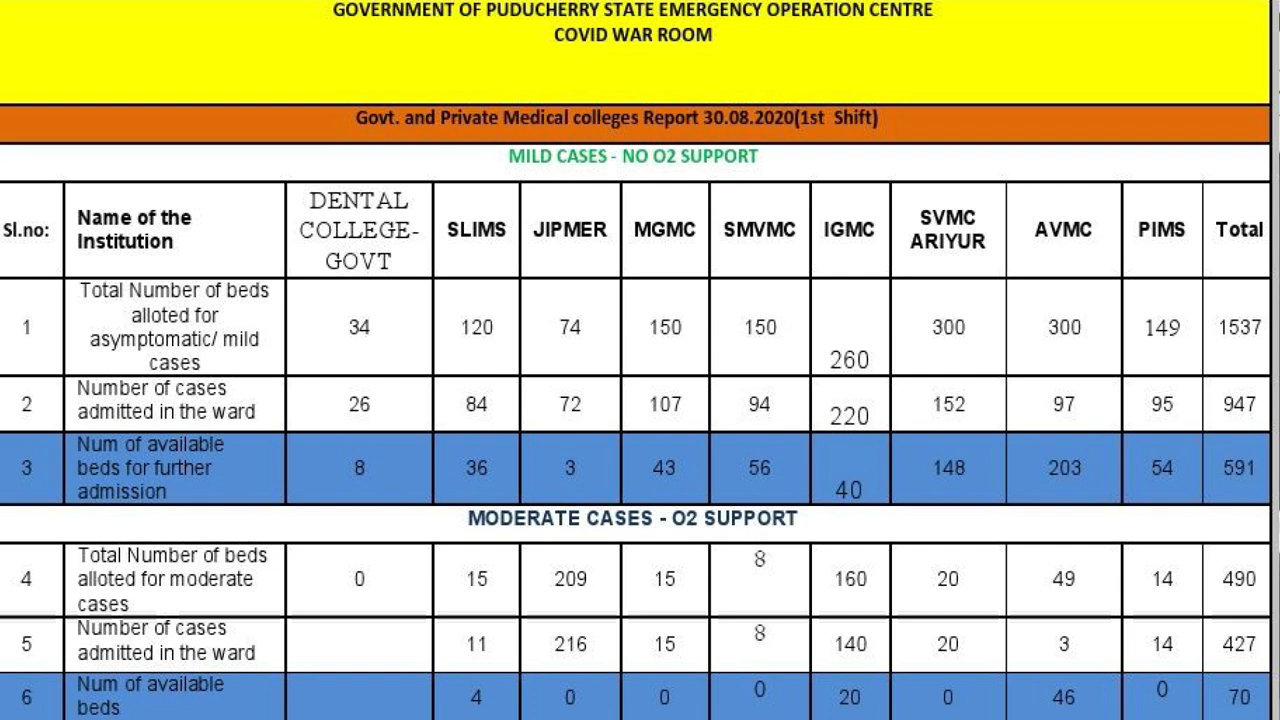 GOVERNMENT OF PUDUCHERRY STATE EMERGENCY OPERATION CENTRE
COVID WAR ROOM
Govt. and Private Medical colleges Report 30.08.2020(1st Shift)
MILD CASES - NO O2 SUPPORT
Sl.no: Name of the Institution DENTAL COLLEGE-GOVT SLIMS JIPMER MGMC SMVMC IGMC SVMC ARIYUR AVMC PIMS Total
1 Total Number of beds alloted for asymptomatic/ mild cases 34 120 74 150 150 260 300 300 149 1537
2 Number of cases admitted in the ward 26 84 72 107 94 220 152 97 95 947
3 Num of available beds for further admission 8 36 3 43 56 40 148 203 54 591
MODERATE CASES - O2 SUPPORT
4 Total Number of beds alloted for moderate cases 0 15 209 15 8 160 20 49 14 490
5 Number of cases admitted in the ward 11 216 15 8 140 20 3 14 427
6 Num of available beds 4 0 0 0 20 0 46 0 70